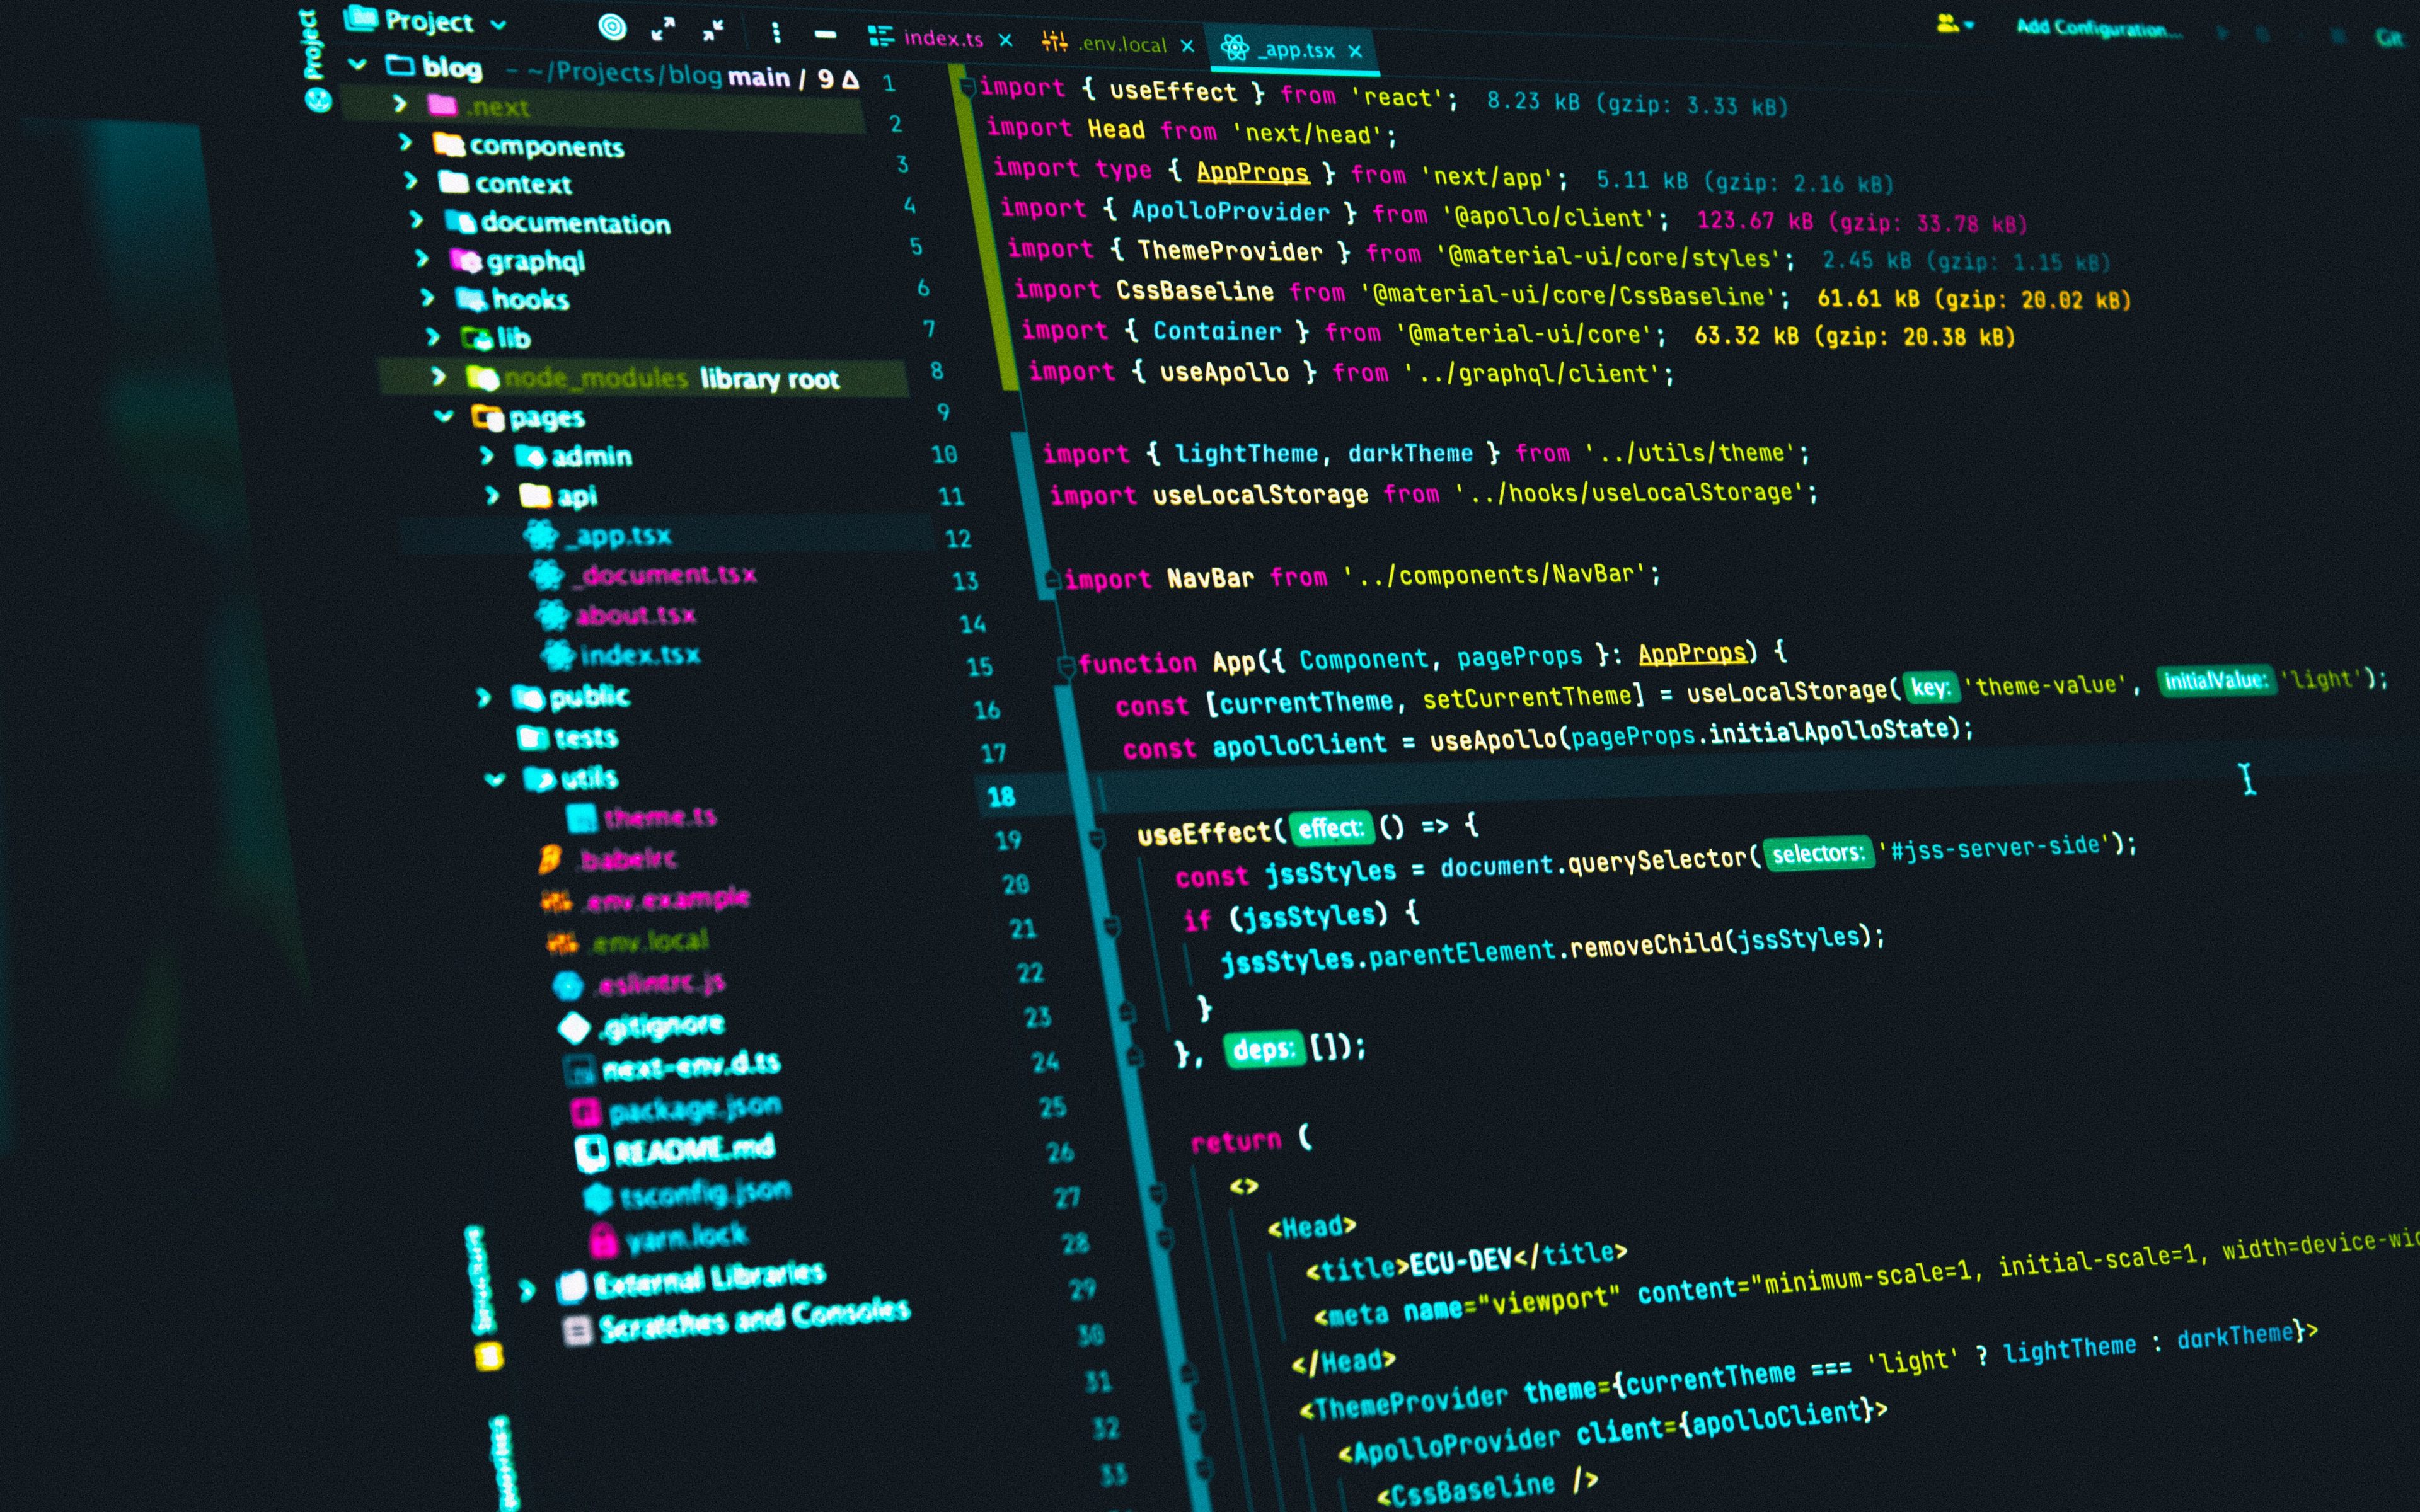 Project
Project
index.ts
.env.local
_app.tsx
Add Configuration...
Git
blog ~/Projects/blog main / 9 Δ
.next
components
context
documentation
graphql
hooks
lib
node_modules library root
pages
admin
api
_app.tsx
_document.tsx
about.tsx
index.tsx
public
tests
utils
theme.ts
.babelrc
.env.example
.env.local
.eslintrc.js
.gitignore
next-env.d.ts
package.json
README.md
tsconfig.json
yarn.lock
External Libraries
Scratches and Consoles
1 import { useEffect } from 'react'; 8.23 kB (gzip: 3.33 kB)
2 import Head from 'next/head';
3 import type { AppProps } from 'next/app'; 5.11 kB (gzip: 2.16 kB)
4 import { ApolloProvider } from '@apollo/client'; 123.67 kB (gzip: 33.78 kB)
5 import { ThemeProvider } from '@material-ui/core/styles'; 2.45 kB (gzip: 1.15 kB)
6 import CssBaseline from '@material-ui/core/CssBaseline'; 61.61 kB (gzip: 20.02 kB)
7 import { Container } from '@material-ui/core'; 63.32 kB (gzip: 20.38 kB)
8 import { useApollo } from '../graphql/client';
9
10 import { lightTheme, darkTheme } from '../utils/theme';
11 import useLocalStorage from '../hooks/useLocalStorage';
12
13 import NavBar from '../components/NavBar';
14
15 function App({ Component, pageProps }: AppProps) {
16 const [currentTheme, setCurrentTheme] = useLocalStorage( key: 'theme-value', initialValue: 'light');
17 const apolloClient = useApollo(pageProps.initialApolloState);
18
19 useEffect( effect: () => {
20 const jssStyles = document.querySelector( selectors: '#jss-server-side');
21 if (jssStyles) {
22 jssStyles.parentElement.removeChild(jssStyles);
23 }
24 }, deps: []);
25
26 return (
27 <>
28 <Head>
29 <title>ECU-DEV</title>
30 <meta name="viewport" content="minimum-scale=1, initial-scale=1, width=device-wid
31 </Head>
32 <ThemeProvider theme={currentTheme === 'light' ? lightTheme : darkTheme}>
33 <ApolloProvider client={apolloClient}>
<CssBaseline />